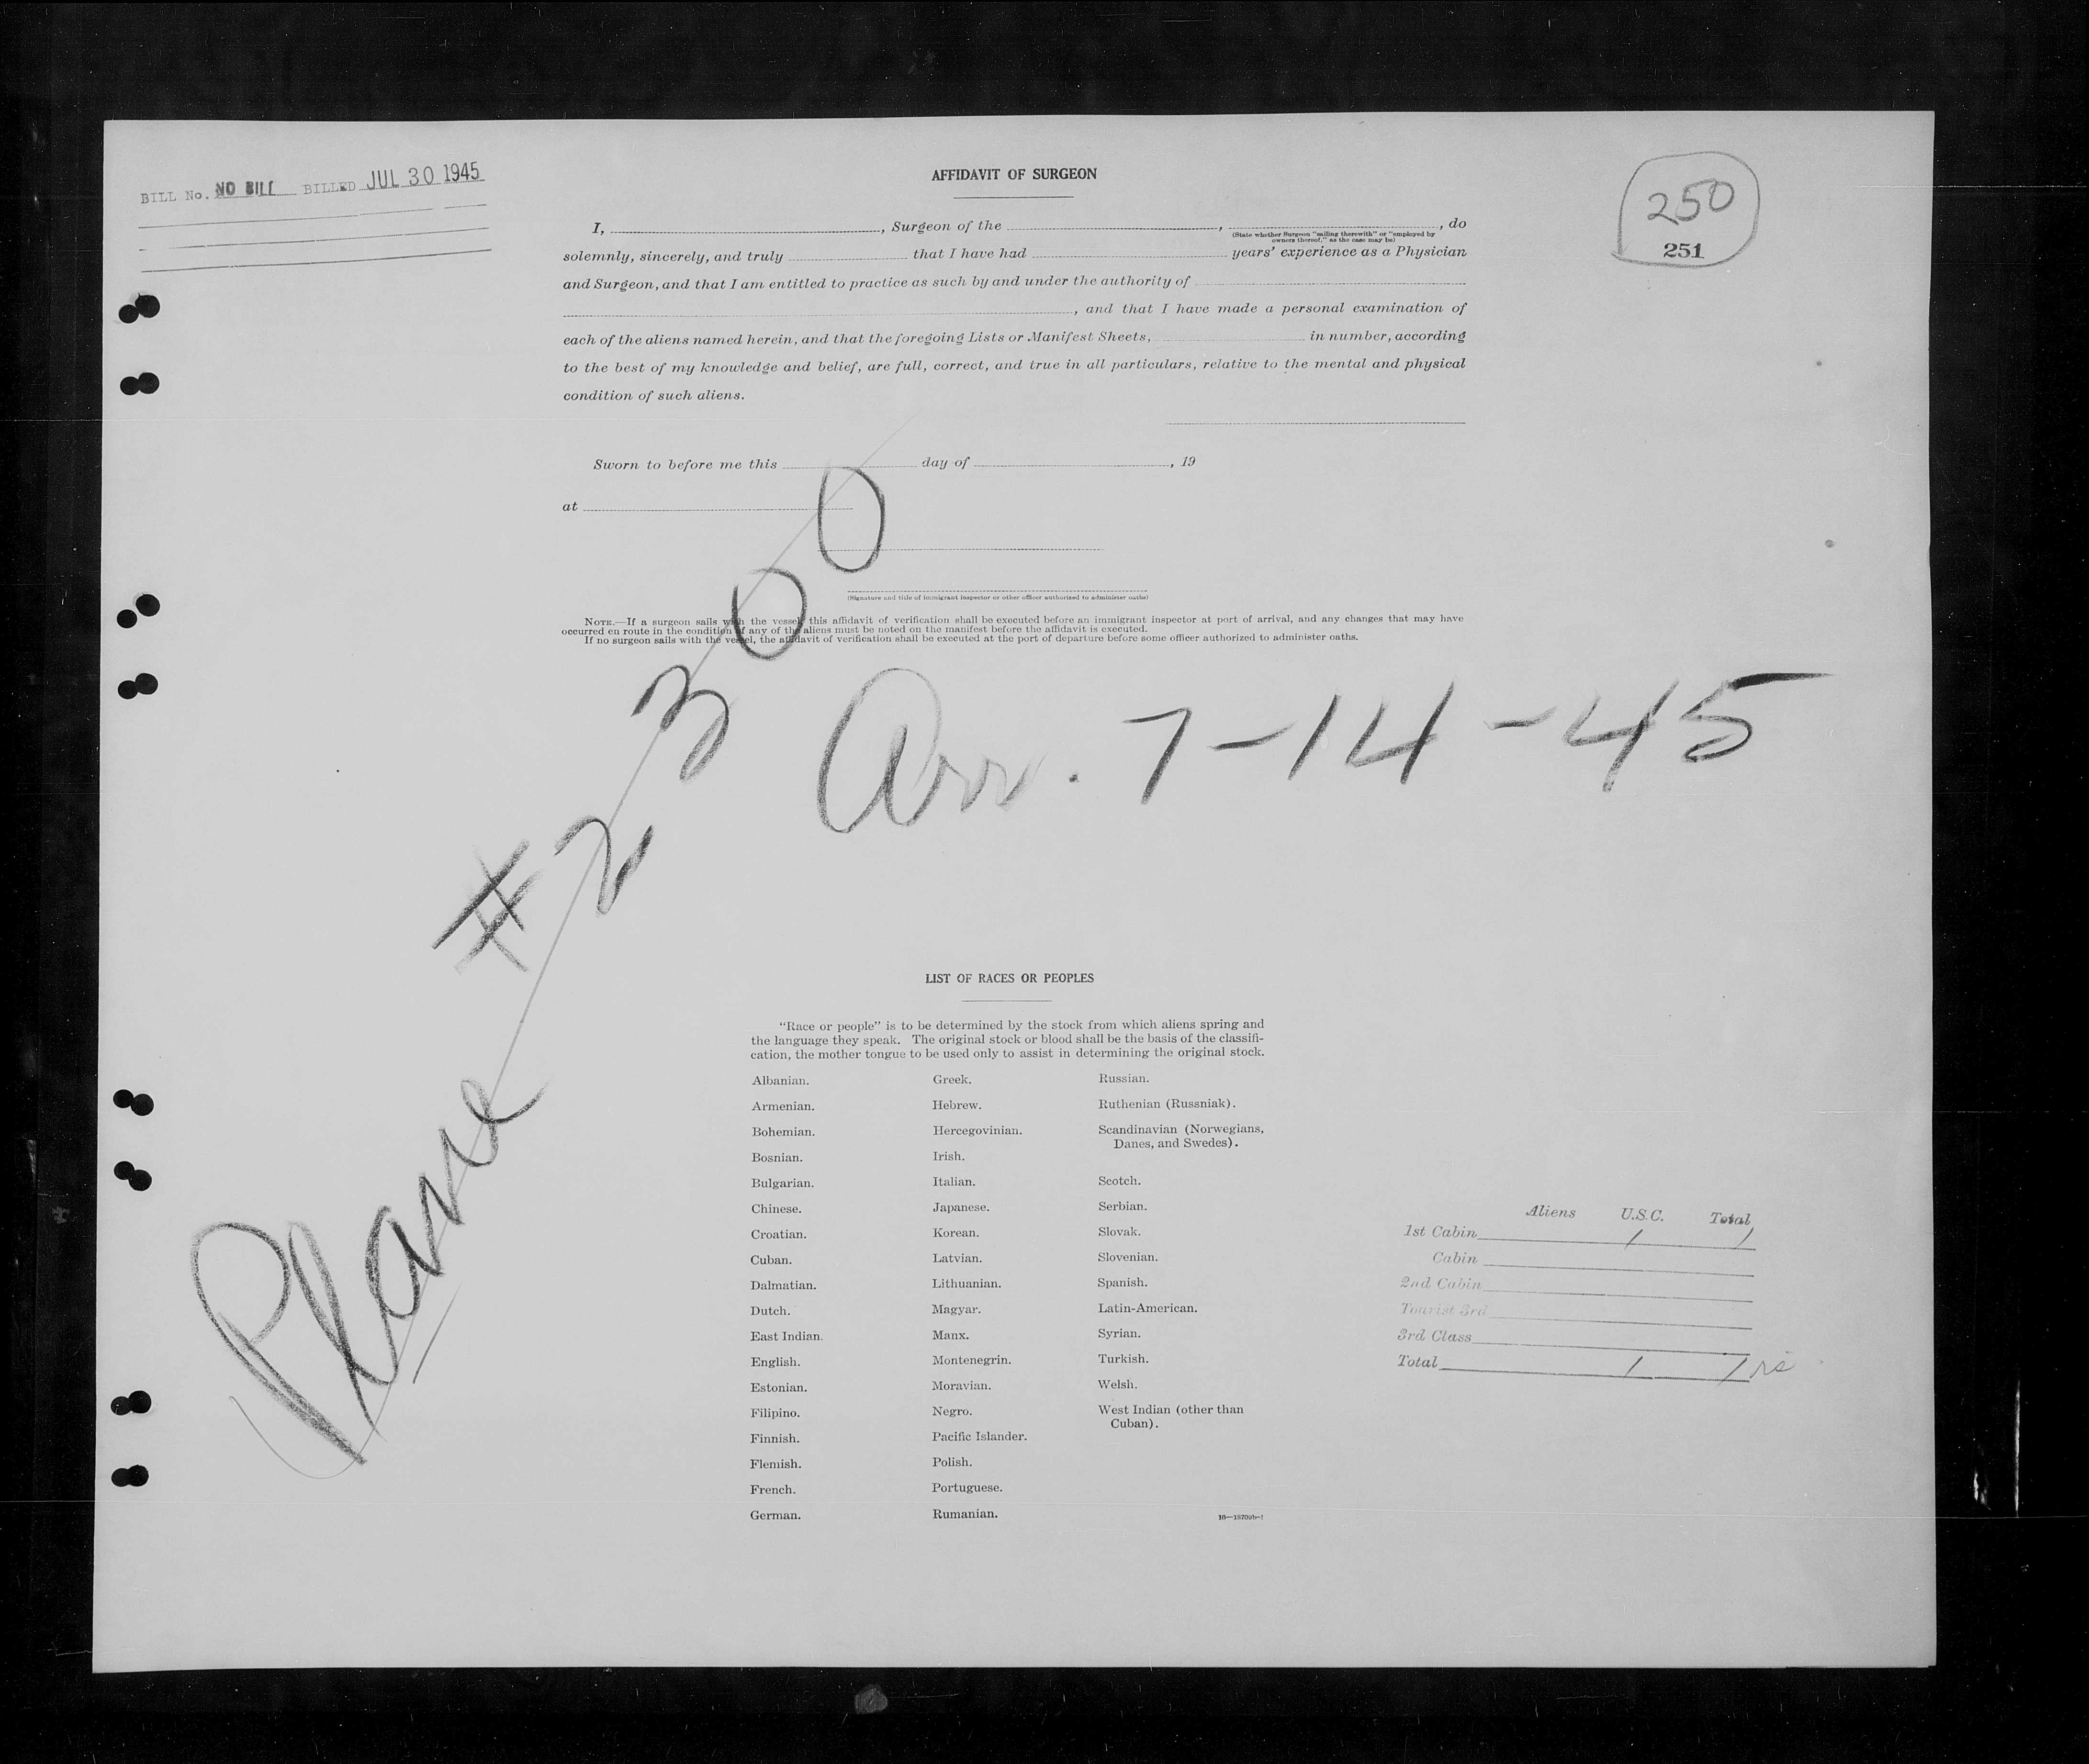 BILL No. NO BILL BILLED JUL 30 1945
AFFIDAVIT OF SURGEON
250
251
I, , Surgeon of the , , do
(State whether Surgeon "sailing therewith" or "employed by
owners thereof," as the case may be)
solemnly, sincerely, and truly that I have had years' experience as a Physician
and Surgeon, and that I am entitled to practice as such by and under the authority of
, and that I have made a personal examination of
each of the aliens named herein, and that the foregoing Lists or Manifest Sheets, in number, according
to the best of my knowledge and belief, are full, correct, and true in all particulars, relative to the mental and physical
condition of such aliens.
Sworn to before me this day of , 19
at
(Signature and title of immigrant inspector or other officer authorized to administer oaths)
NOTE.—If a surgeon sails with the vessel, this affidavit of verification shall be executed before an immigrant inspector at port of arrival, and any changes that may have
occurred en route in the condition of any of the aliens must be noted on the manifest before the affidavit is executed.
If no surgeon sails with the vessel, the affidavit of verification shall be executed at the port of departure before some officer authorized to administer oaths.
Plane #2300
Arr. 7-14-45
LIST OF RACES OR PEOPLES
"Race or people" is to be determined by the stock from which aliens spring and
the language they speak. The original stock or blood shall be the basis of the classifi-
cation, the mother tongue to be used only to assist in determining the original stock.
Albanian.
Armenian.
Bohemian.
Bosnian.
Bulgarian.
Chinese.
Croatian.
Cuban.
Dalmatian.
Dutch.
East Indian.
English.
Estonian.
Filipino.
Finnish.
Flemish.
French.
German.
Greek.
Hebrew.
Hercegovinian.
Irish.
Italian.
Japanese.
Korean.
Latvian.
Lithuanian.
Magyar.
Manx.
Montenegrin.
Moravian.
Negro.
Pacific Islander.
Polish.
Portuguese.
Rumanian.
Russian.
Ruthenian (Russniak).
Scandinavian (Norwegians,
Danes, and Swedes).
Scotch.
Serbian.
Slovak.
Slovenian.
Spanish.
Latin-American.
Syrian.
Turkish.
Welsh.
West Indian (other than
Cuban).
Aliens U.S.C. Total
1st Cabin 1 1
Cabin
2nd Cabin
Tourist 3rd
3rd Class
Total 1 1